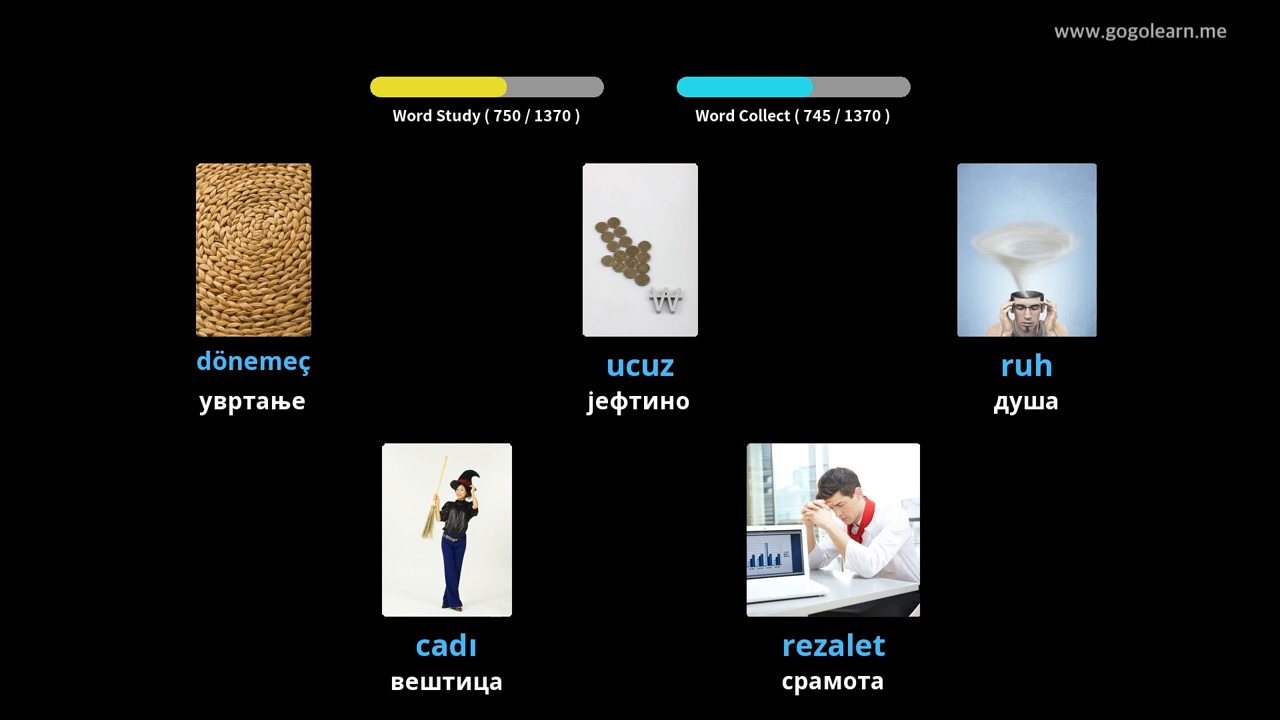 www.gogolearn.me
Word Study ( 750 / 1370 )
Word Collect ( 745 / 1370 )
dönemeç
увртање
ucuz
јефтино
ruh
душа
cadı
вештица
rezalet
срамота